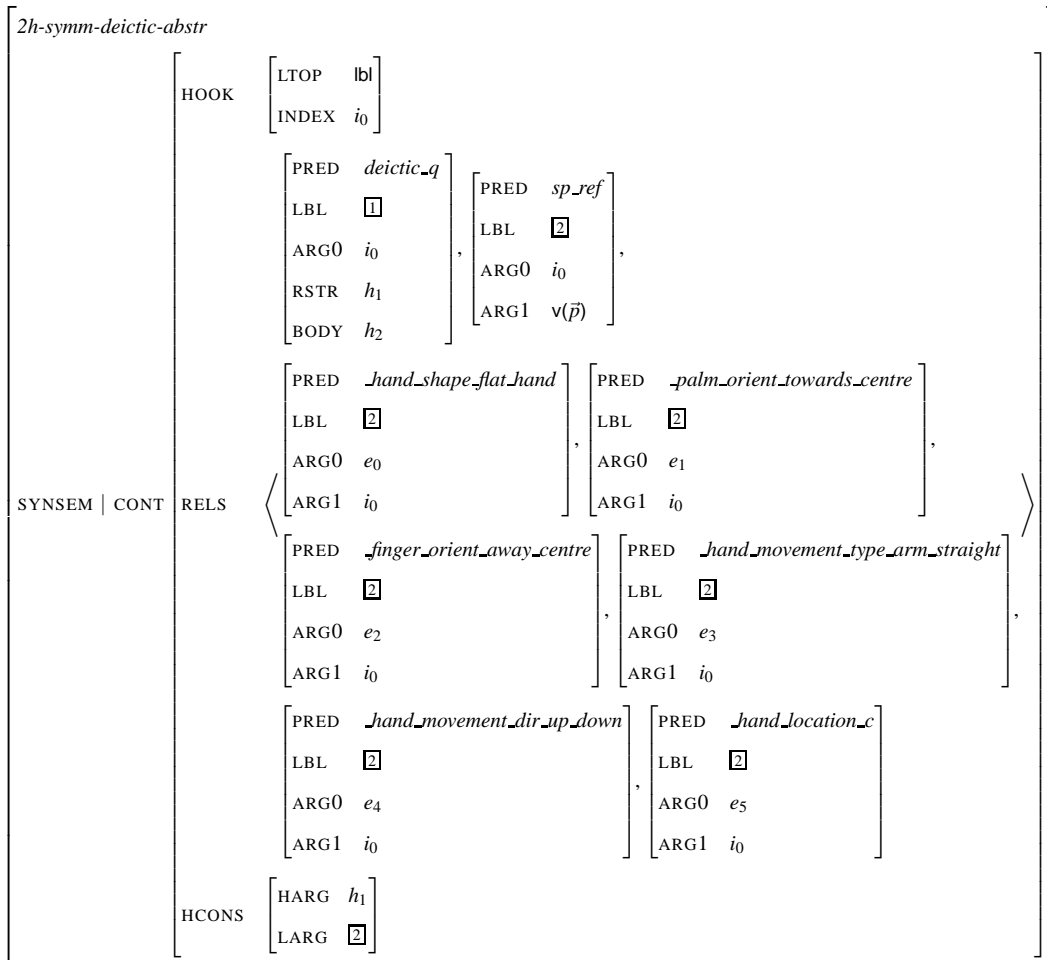 2h-symm-deictic-abstr
SYNSEM | CONT
HOOK
LTOP lbl
INDEX i0
RELS
PRED deictic_q
LBL 1
ARG0 i0
RSTR h1
BODY h2
,
PRED sp_ref
LBL 2
ARG0 i0
ARG1 v(p⃗)
,
PRED _hand_shape_flat_hand
LBL 2
ARG0 e0
ARG1 i0
,
PRED _palm_orient_towards_centre
LBL 2
ARG0 e1
ARG1 i0
,
PRED _finger_orient_away_centre
LBL 2
ARG0 e2
ARG1 i0
,
PRED _hand_movement_type_arm_straight
LBL 2
ARG0 e3
ARG1 i0
,
PRED _hand_movement_dir_up_down
LBL 2
ARG0 e4
ARG1 i0
,
PRED _hand_location_c
LBL 2
ARG0 e5
ARG1 i0
HCONS
HARG h1
LARG 2